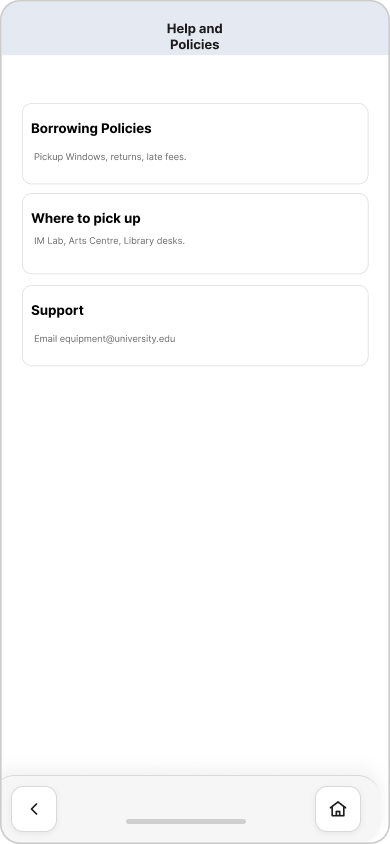 Help and
Policies
Borrowing Policies
Pickup Windows, returns, late fees.
Where to pick up
IM Lab, Arts Centre, Library desks.
Support
Email equipment@university.edu